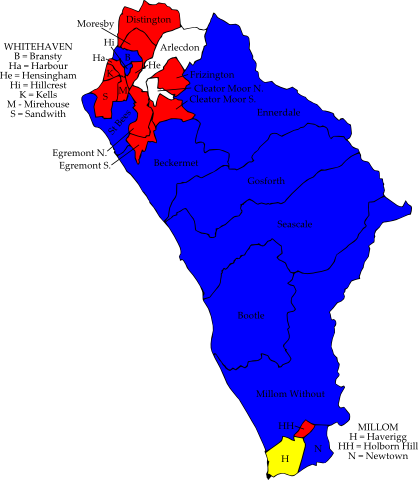 Distington
Moresby
Hi
Arlecdon
WHITEHAVEN
B = Bransty
Ha = Harbour
He = Hensingham
Hi = Hillcrest
K = Kells
M - Mirehouse
S = Sandwith
Ha
B
He
K
M
S
Frizington
Cleator Moor N.
Cleator Moor S.
Ennerdale
St Bees
Egremont N.
Egremont S.
Beckermet
Gosforth
Seascale
Bootle
Millom Without
HH
H
N
MILLOM
H = Haverigg
HH = Holborn Hill
N = Newtown